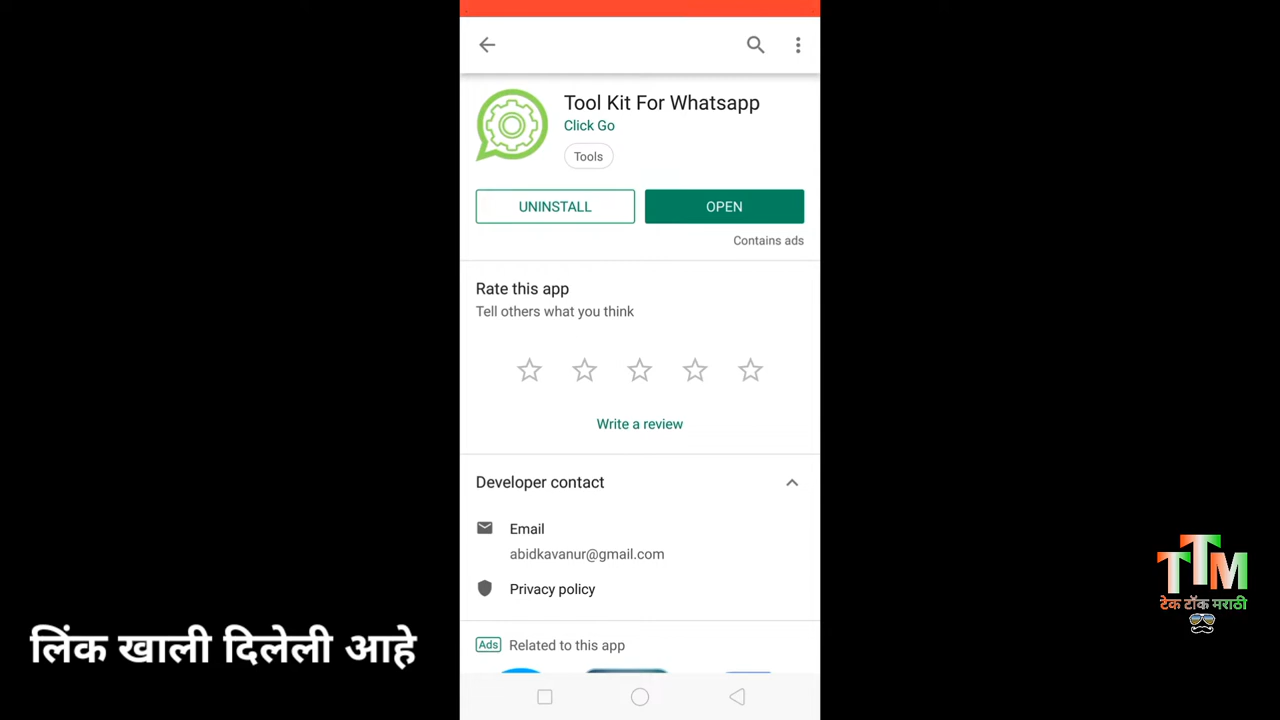 Tool Kit For Whatsapp
Click Go
Tools
UNINSTALL
OPEN
Contains ads
Rate this app
Tell others what you think
Write a review
Developer contact
Email
abidkavanur@gmail.com
Privacy policy
Ads Related to this app
लिंक खाली दिलेली आहे
TTM
टेक टॉक मराठी